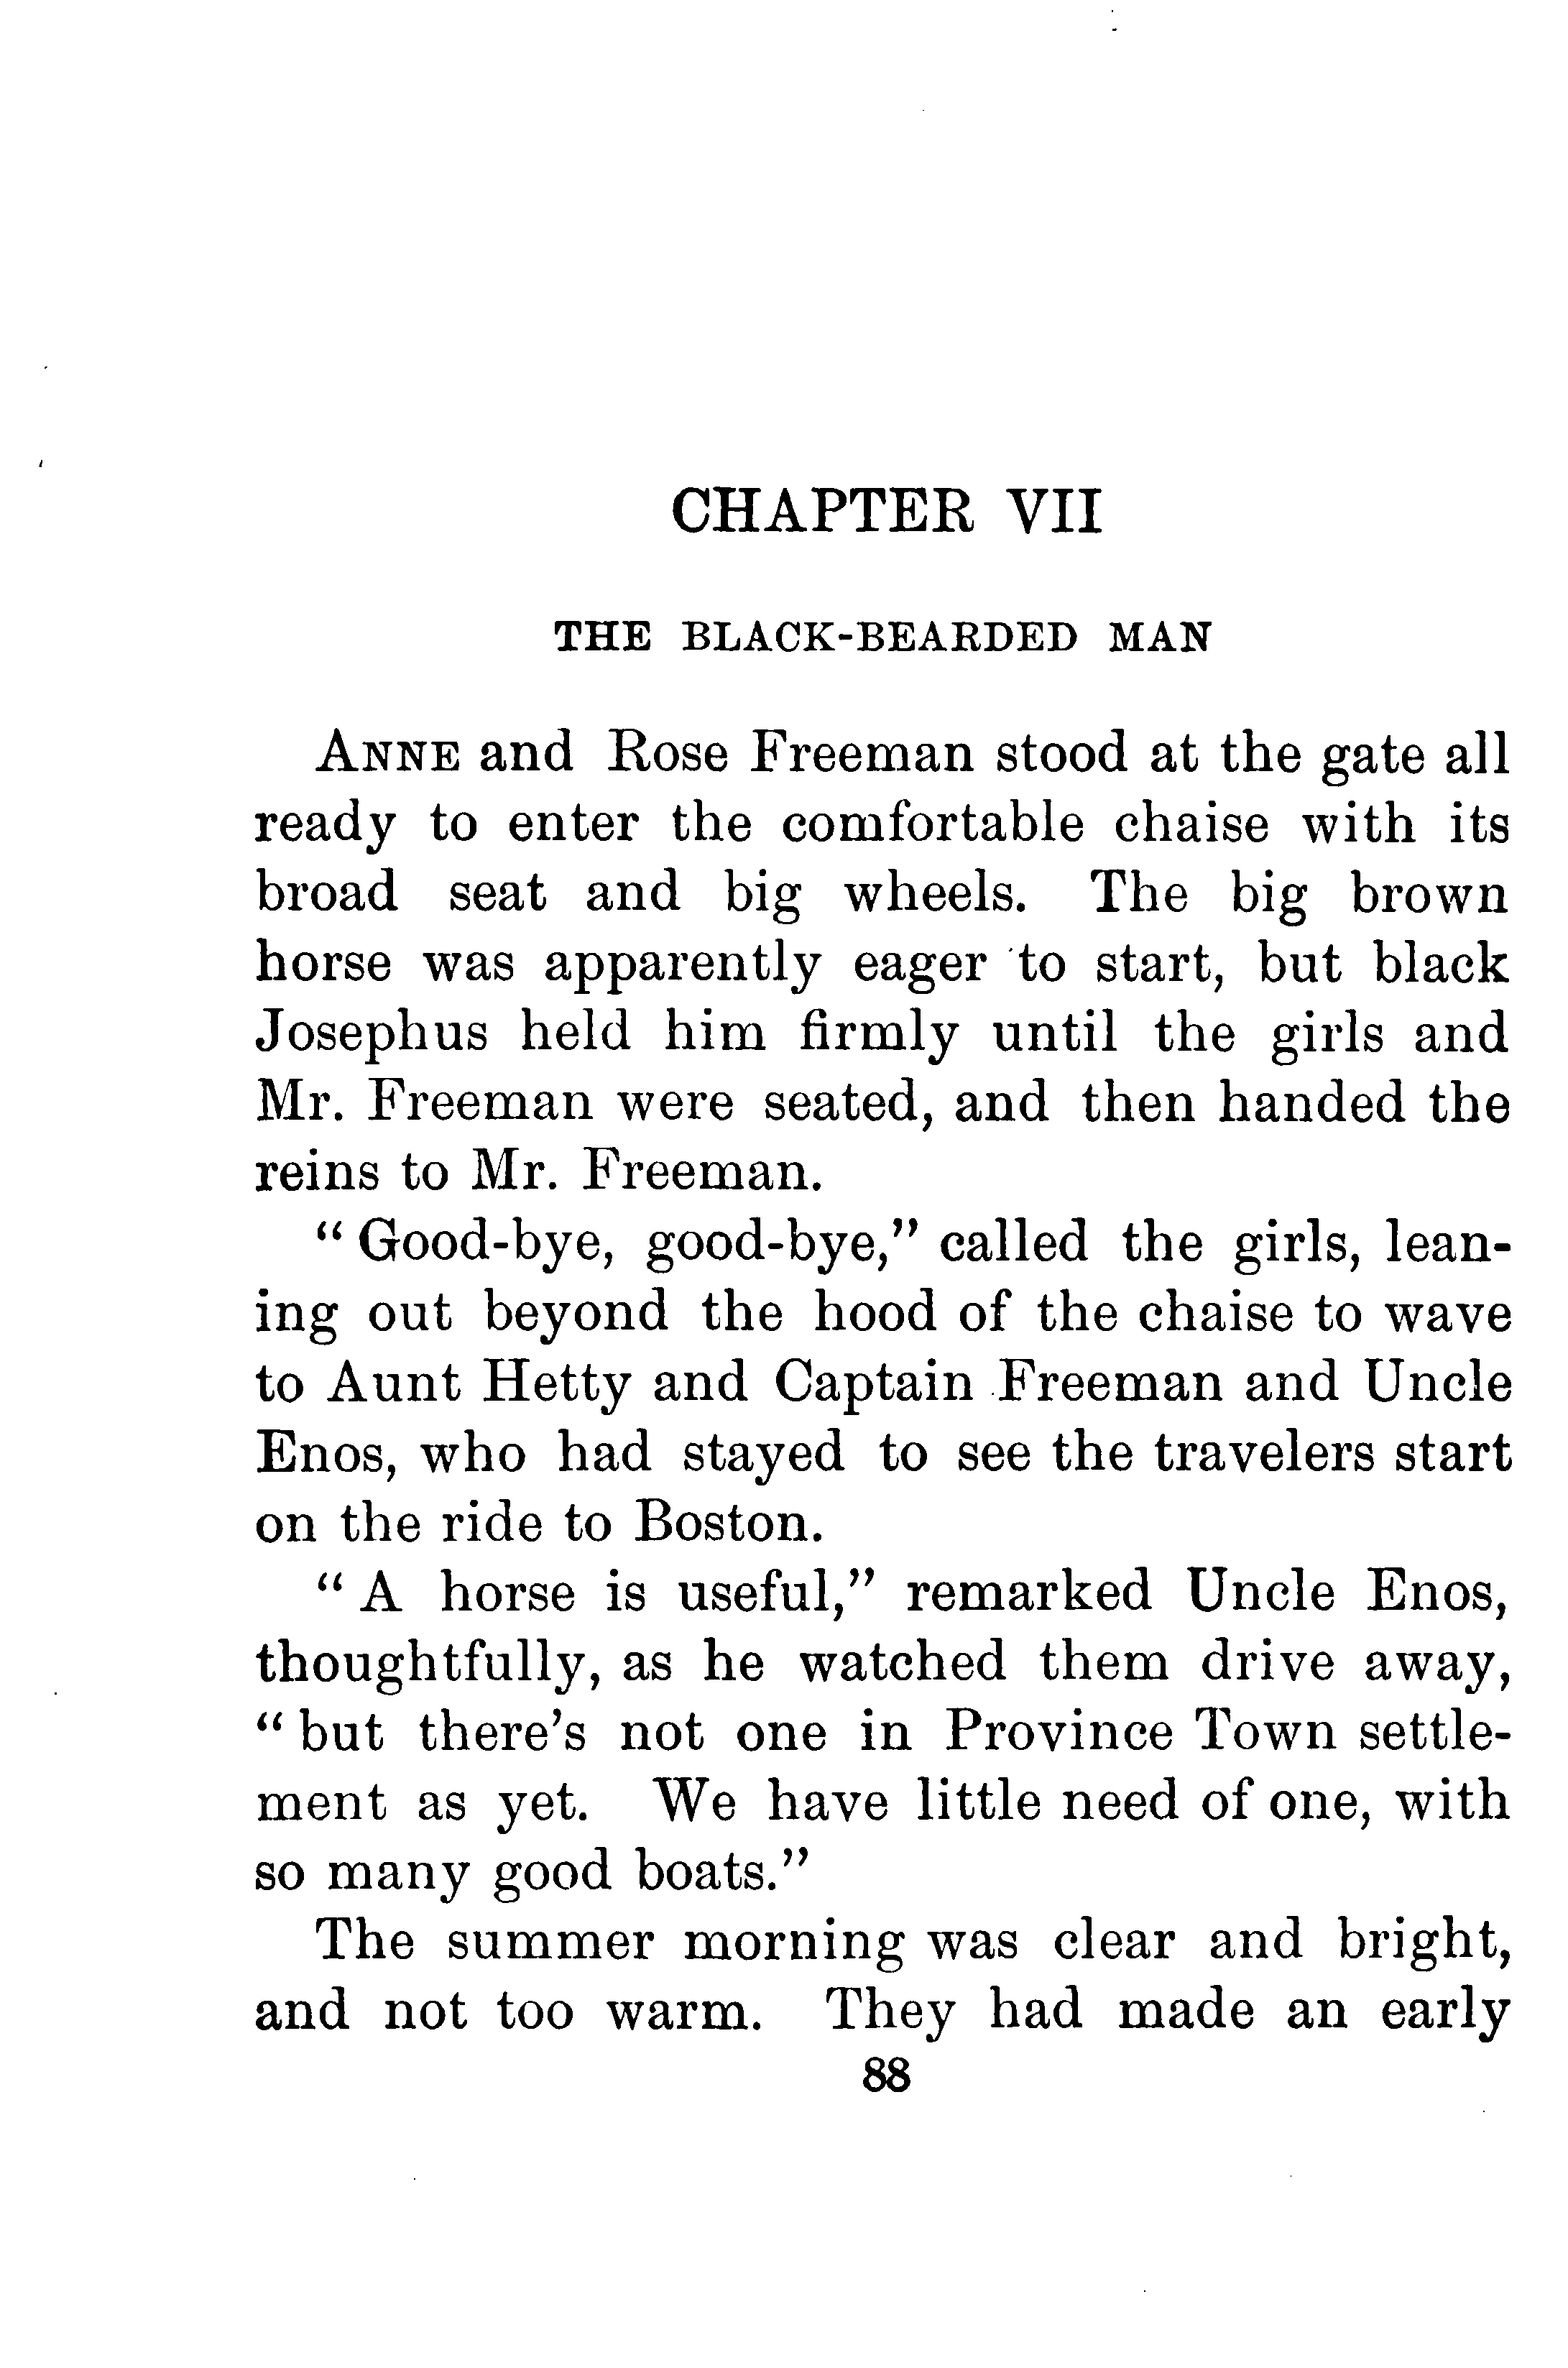 CHAPTER VII
THE BLACK-BEARDED MAN
ANNE and Rose Freeman stood at the gate all
ready to enter the comfortable chaise with its
broad seat and big wheels. The big brown
horse was apparently eager to start, but black
Josephus held him firmly until the girls and
Mr. Freeman were seated, and then handed the
reins to Mr. Freeman.
“Good-bye, good-bye,” called the girls, lean-
ing out beyond the hood of the chaise to wave
to Aunt Hetty and Captain Freeman and Uncle
Enos, who had stayed to see the travelers start
on the ride to Boston.
“A horse is useful,” remarked Uncle Enos,
thoughtfully, as he watched them drive away,
“but there’s not one in Province Town settle-
ment as yet. We have little need of one, with
so many good boats.”
The summer morning was clear and bright,
and not too warm. They had made an early
88